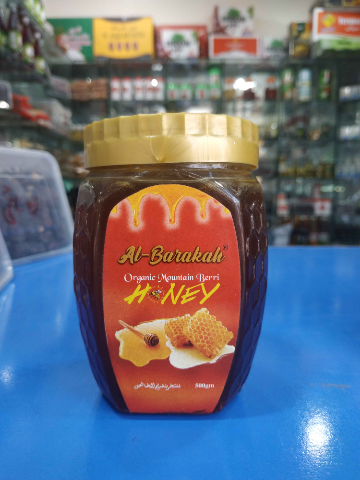 Al-Barakah
Organic Mountain Berri
HONEY
500gm